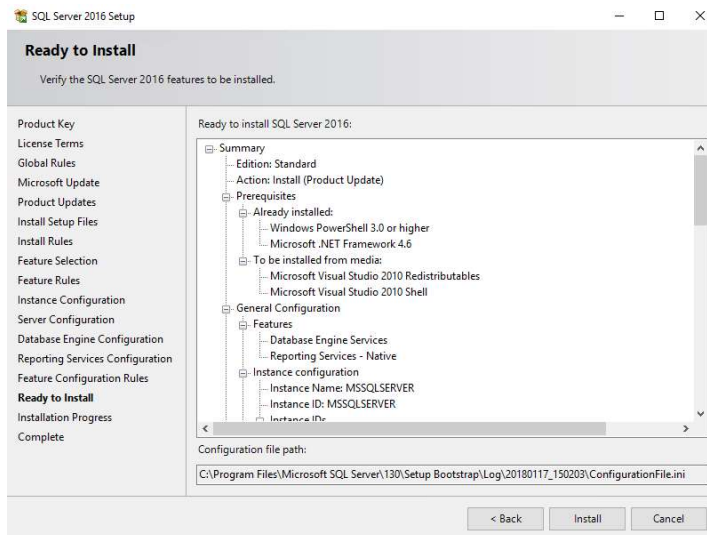 SQL Server 2016 Setup
Ready to Install
Verify the SQL Server 2016 features to be installed.
Product Key
License Terms
Global Rules
Microsoft Update
Product Updates
Install Setup Files
Install Rules
Feature Selection
Feature Rules
Instance Configuration
Server Configuration
Database Engine Configuration
Reporting Services Configuration
Feature Configuration Rules
Ready to Install
Installation Progress
Complete
Ready to install SQL Server 2016:
Summary
Edition: Standard
Action: Install (Product Update)
Prerequisites
Already installed:
Windows PowerShell 3.0 or higher
Microsoft .NET Framework 4.6
To be installed from media:
Microsoft Visual Studio 2010 Redistributables
Microsoft Visual Studio 2010 Shell
General Configuration
Features
Database Engine Services
Reporting Services - Native
Instance configuration
Instance Name: MSSQLSERVER
Instance ID: MSSQLSERVER
Instance IDs
Configuration file path:
C:\Program Files\Microsoft SQL Server\130\Setup Bootstrap\Log\20180117_150203\ConfigurationFile.ini
< Back
Install
Cancel